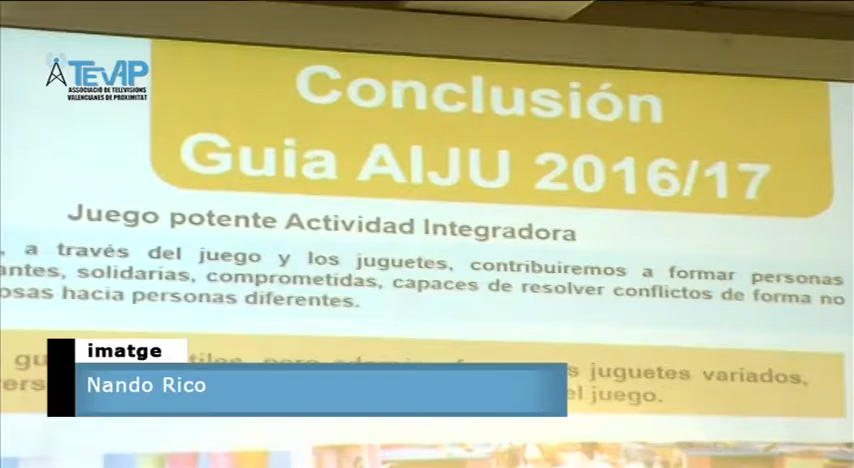 TEVAP
ASSOCIACIÓ DE TELEVISIONS
VALENCIANES DE PROXIMITAT
Conclusión
Guia AIJU 2016/17
Juego potente Actividad Integradora
a través del juego y los juguetes, contribuiremos a formar personas
solidarias, comprometidas, capaces de resolver conflictos de forma no
hacia personas diferentes.
juguetes variados,
el juego.
imatge
Nando Rico